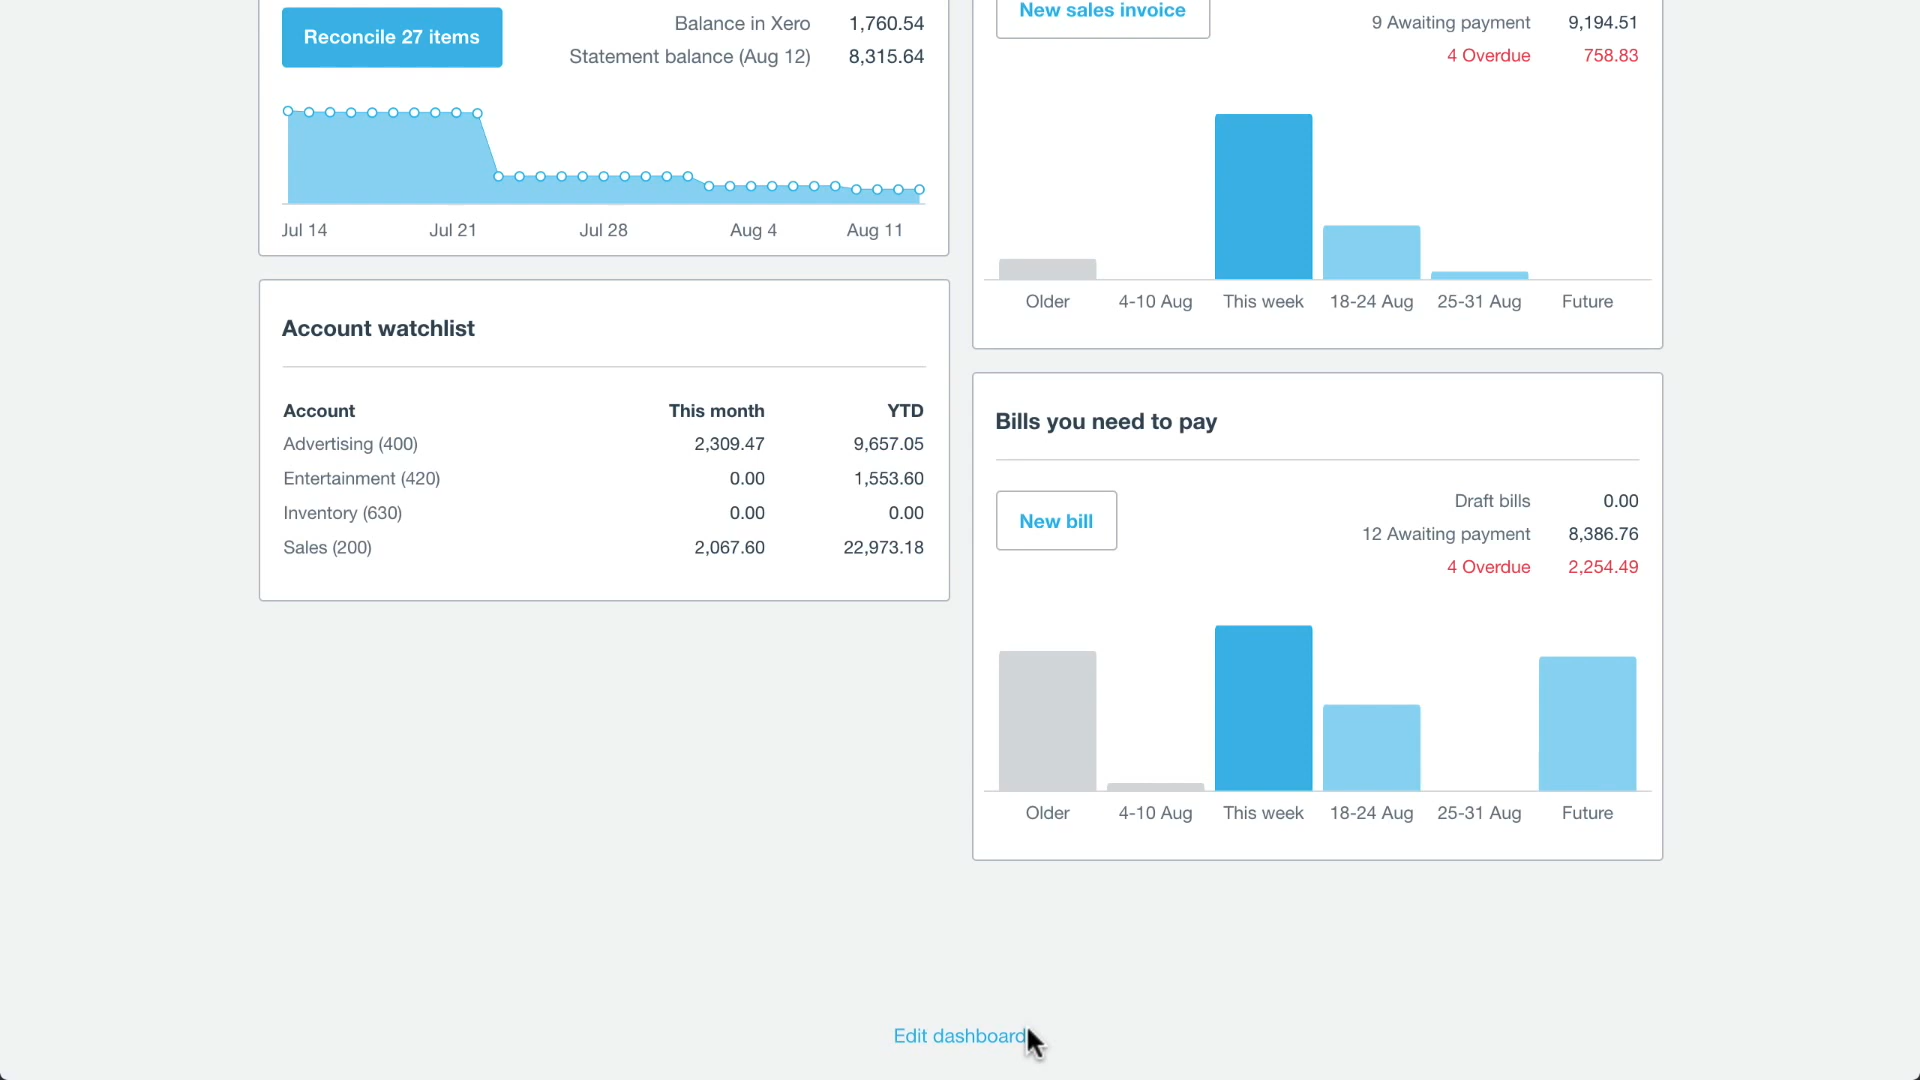 Reconcile 27 items
Balance in Xero 1,760.54
Statement balance (Aug 12) 8,315.64
Jul 14 Jul 21 Jul 28 Aug 4 Aug 11
Account watchlist
Account This month YTD
Advertising (400) 2,309.47 9,657.05
Entertainment (420) 0.00 1,553.60
Inventory (630) 0.00 0.00
Sales (200) 2,067.60 22,973.18
New sales invoice
9 Awaiting payment 9,194.51
4 Overdue 758.83
Older 4-10 Aug This week 18-24 Aug 25-31 Aug Future
Bills you need to pay
New bill
Draft bills 0.00
12 Awaiting payment 8,386.76
4 Overdue 2,254.49
Older 4-10 Aug This week 18-24 Aug 25-31 Aug Future
Edit dashboard